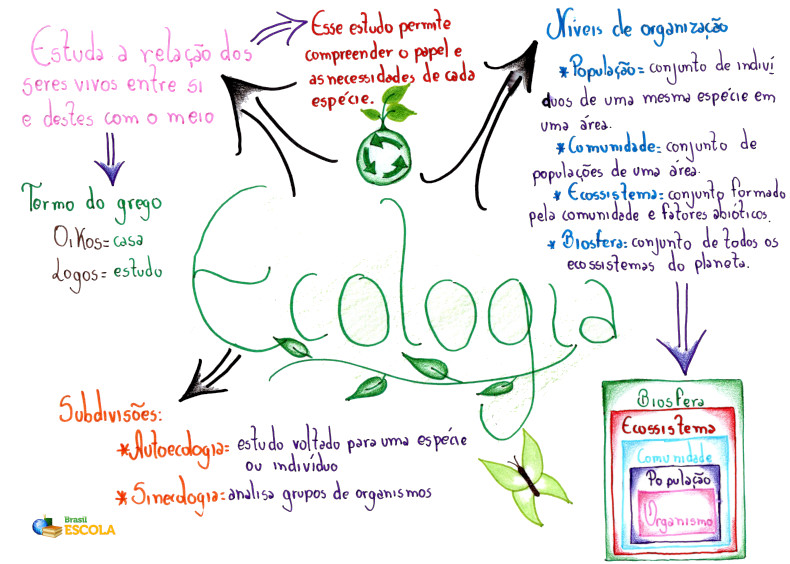 Estuda a relação dos
seres vivos entre si
e destes com o meio
Esse estudo permite
compreender o papel e
as necessidades de cada
espécie.
Níveis de organização
*População= conjunto de indiví
duos de uma mesma espécie em
uma área.
*Comunidade= conjunto de
populações de uma área.
*Ecossistema= conjunto formado
pela comunidade e fatores abióticos.
*Biosfera= conjunto de todos os
ecossistemas do planeta.
Termo do grego
Oikos= casa
Logos= estudo
Ecologia
Subdivisões:
*Autoecologia= estudo voltado para uma espécie
ou indivíduo
*Sinecologia= analisa grupos de organismos
Biosfera
Ecossistema
Comunidade
População
Organismo
Brasil
ESCOLA